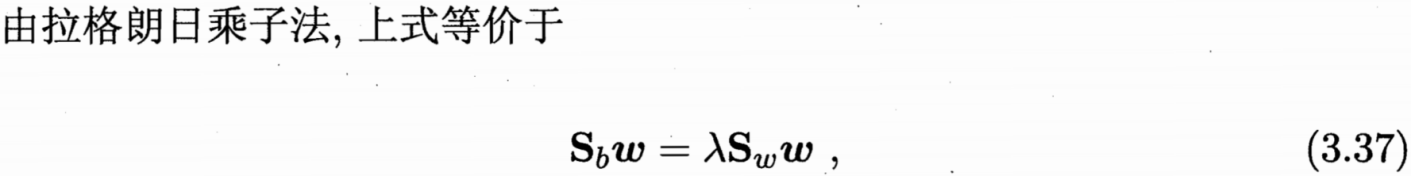 由拉格朗日乘子法, 上式等价于
S_b w = λS_w w , (3.37)